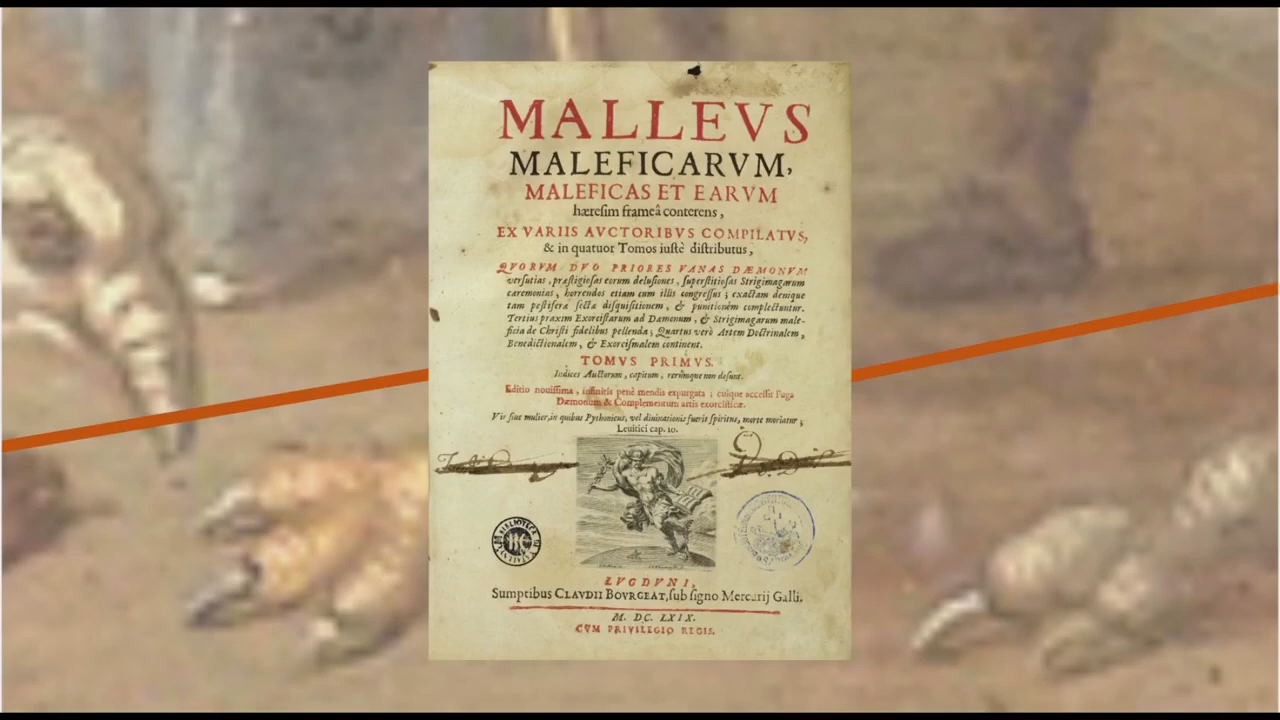 MALLEVS
MALEFICARVM,
MALEFICAS ET EARVM
hæresim frameâ conterens,
EX VARIIS AVCTORIBVS COMPILATVS,
& in quatuor Tomos iustè distributus,
QVORVM DVO PRIORES VANAS DÆMONVM
versutias, præstigiosas eorum delusiones, superstitiosas Strigimagarum
cæremonias, horrendos etiam cum illis congressus; exactam denique
tam pestiferæ sectæ disquisitionem, & punitionem complectuntur.
Tertius praxim Exorcistarum ad Dæmonum, & Strigimagarum male-
ficia de Christi fidelibus pellenda; Quartus verò Artem Doctrinalem,
Benedictionalem, & Exorcismalem continent.
TOMVS PRIMVS.
Indices Auctorum, capitum, rerúmque non desunt.
Editio nouissima, infinitis penè mendis expurgata; cuique accessit Fuga
Dæmonum & Complementum artis exorcisticæ.
Vir siue mulier, in quibus Pythonicus, vel diuinationis fuerit spiritus, morte moriatur;
Leuitici cap. 10.
LVGDVNI,
Sumptibus CLAVDII BOVRGEAT, sub signo Mercurij Galli.
M. DC. LXIX.
CVM PRIVILEGIO REGIS.